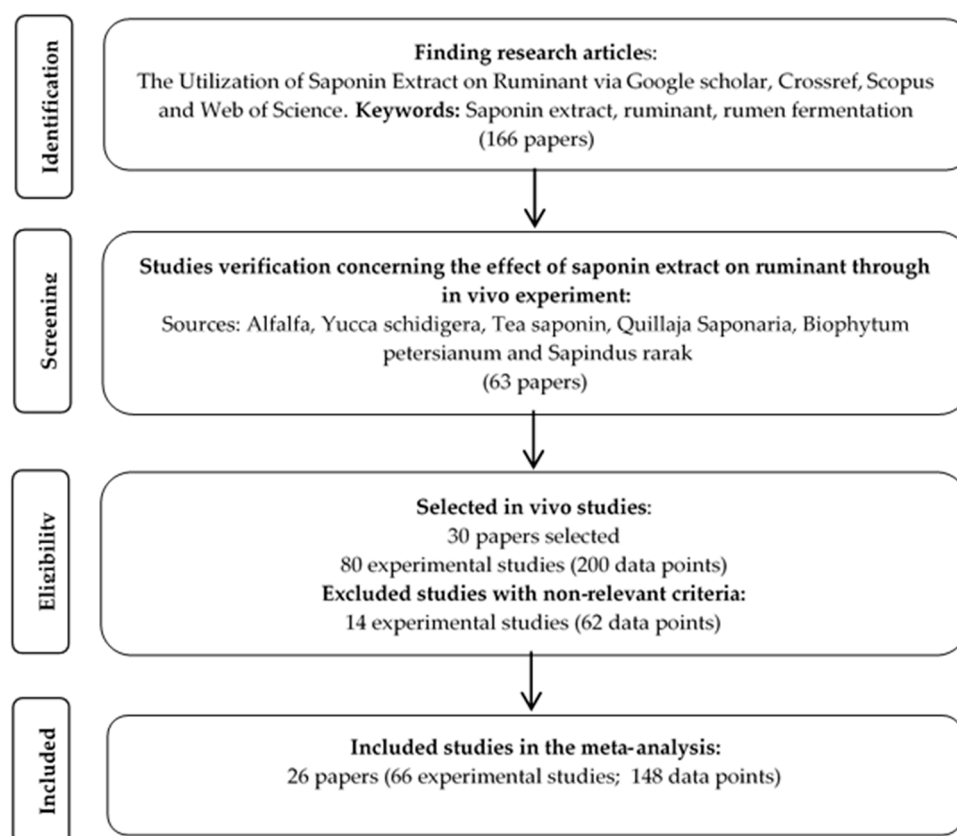 Identification
Finding research articles:
The Utilization of Saponin Extract on Ruminant via Google scholar, Crossref, Scopus
and Web of Science. Keywords: Saponin extract, ruminant, rumen fermentation
(166 papers)
Screening
Studies verification concerning the effect of saponin extract on ruminant through
in vivo experiment:
Sources: Alfalfa, Yucca schidigera, Tea saponin, Quillaja Saponaria, Biophytum
petersianum and Sapindus rarak
(63 papers)
Eligibility
Selected in vivo studies:
30 papers selected
80 experimental studies (200 data points)
Excluded studies with non-relevant criteria:
14 experimental studies (62 data points)
Included
Included studies in the meta-analysis:
26 papers (66 experimental studies; 148 data points)